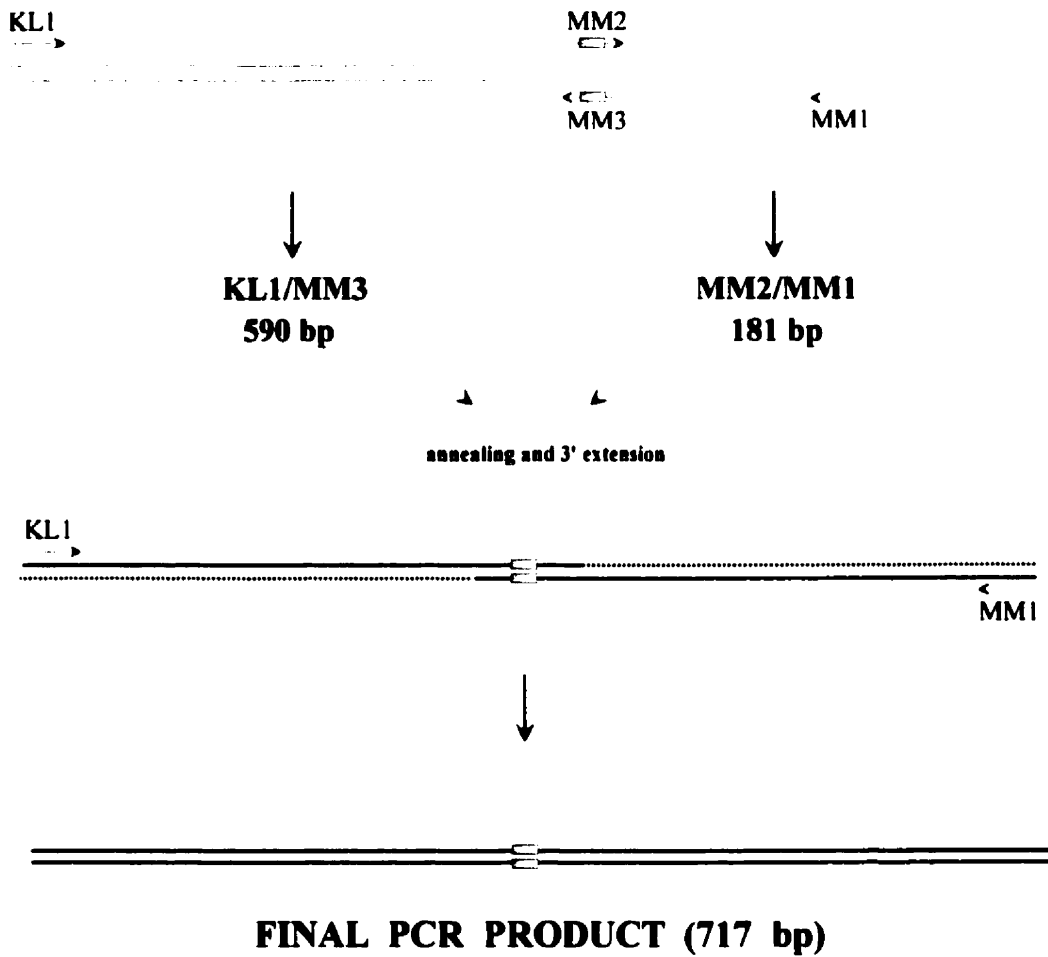 KL1
MM2
MM3
MM1
KL1/MM3
590 bp
MM2/MM1
181 bp
annealing and 3' extension
KL1
MM1
FINAL PCR PRODUCT (717 bp)